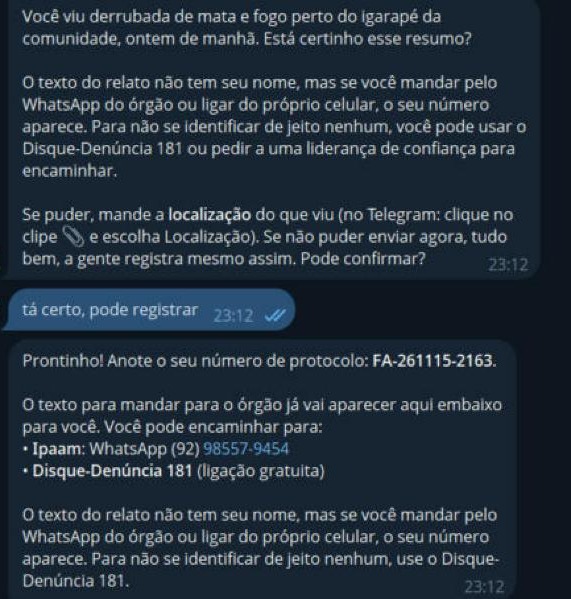 Você viu derrubada de mata e fogo perto do igarapé da
comunidade, ontem de manhã. Está certinho esse resumo?
O texto do relato não tem seu nome, mas se você mandar pelo
WhatsApp do órgão ou ligar do próprio celular, o seu número
aparece. Para não se identificar de jeito nenhum, você pode usar o
Disque-Denúncia 181 ou pedir a uma liderança de confiança para
encaminhar.
Se puder, mande a localização do que viu (no Telegram: clique no
clipe 📎 e escolha Localização). Se não puder enviar agora, tudo
bem, a gente registra mesmo assim. Pode confirmar?
23:12
tá certo, pode registrar 23:12
Prontinho! Anote o seu número de protocolo: FA-261115-2163.
O texto para mandar para o órgão já vai aparecer aqui embaixo
para você. Você pode encaminhar para:
• Ipaam: WhatsApp (92) 98557-9454
• Disque-Denúncia 181 (ligação gratuita)
O texto do relato não tem seu nome, mas se você mandar pelo
WhatsApp do órgão ou ligar do próprio celular, o seu número
aparece. Para não se identificar de jeito nenhum, use o Disque-
Denúncia 181.
23:12